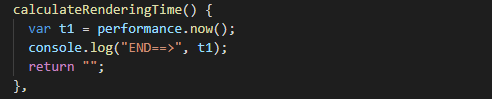 calculateRenderingTime() {
  var t1 = performance.now();
  console.log("END==>", t1);
  return "";
},